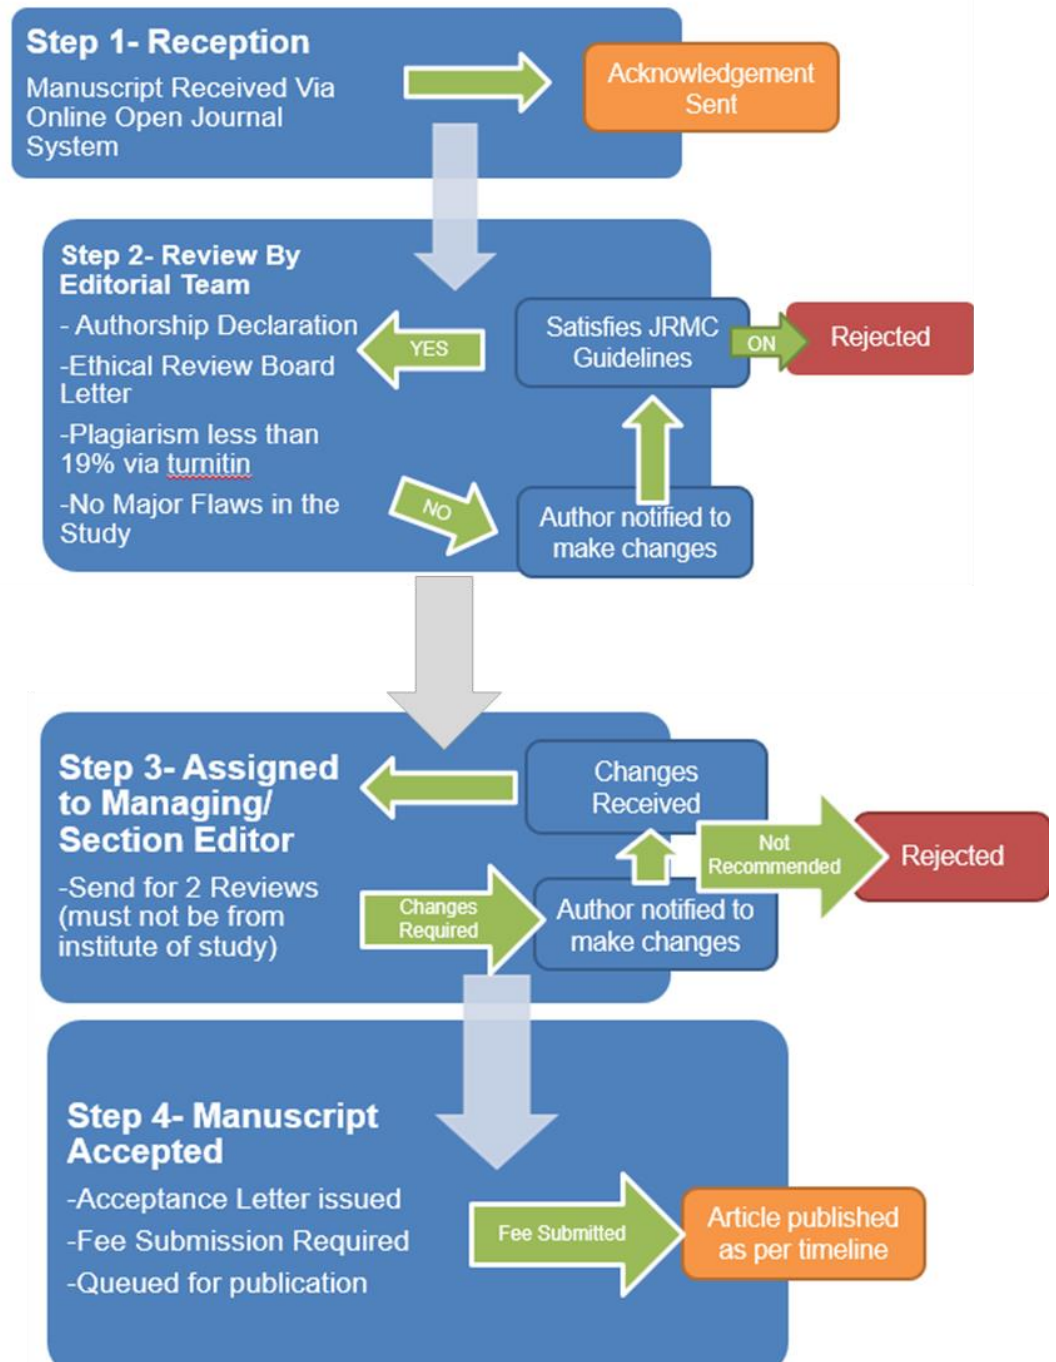 Step 1- Reception
Manuscript Received Via
Online Open Journal
System
Acknowledgement
Sent
Step 2- Review By
Editorial Team
- Authorship Declaration
-Ethical Review Board
Letter
-Plagiarism less than
19% via turnitin
-No Major Flaws in the
Study
YES
Satisfies JRMC
Guidelines
ON
Rejected
NO
Author notified to
make changes
Step 3- Assigned
to Managing/
Section Editor
-Send for 2 Reviews
(must not be from
institute of study)
Changes
Received
Not
Recommended
Rejected
Changes
Required
Author notified to
make changes
Step 4- Manuscript
Accepted
-Acceptance Letter issued
-Fee Submission Required
-Queued for publication
Fee Submitted
Article published
as per timeline